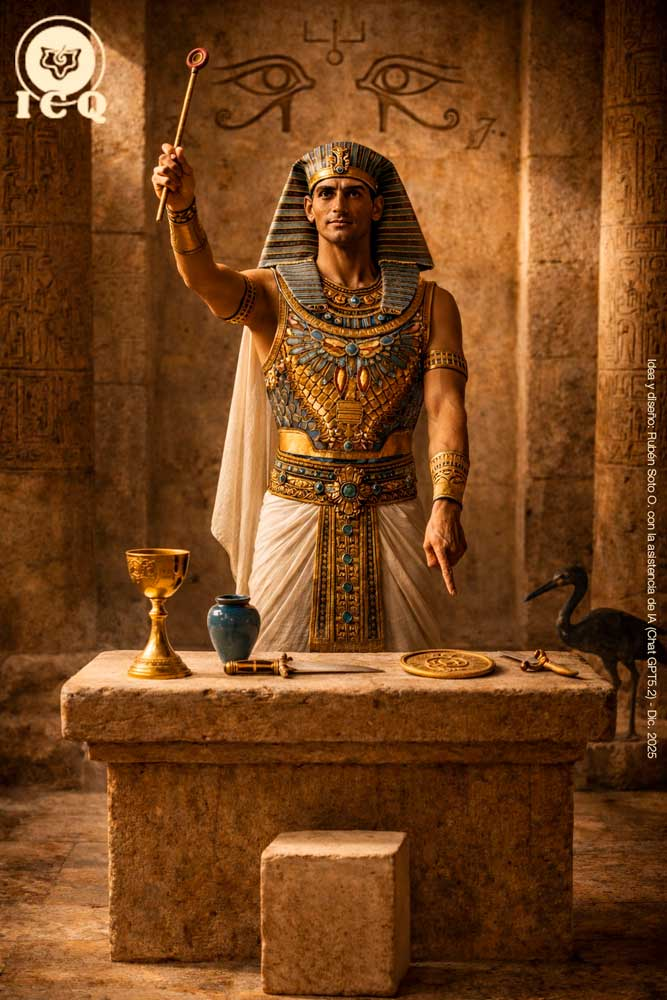 ICQ
Idea y diseño: Rubén Soto O. con la asistencia de IA (Chat GPT5.2) - Dic. 2025